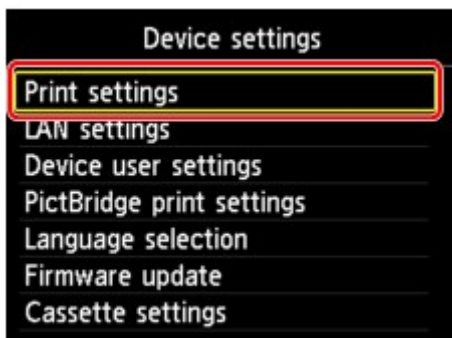 Device settings
Print settings
LAN settings
Device user settings
PictBridge print settings
Language selection
Firmware update
Cassette settings